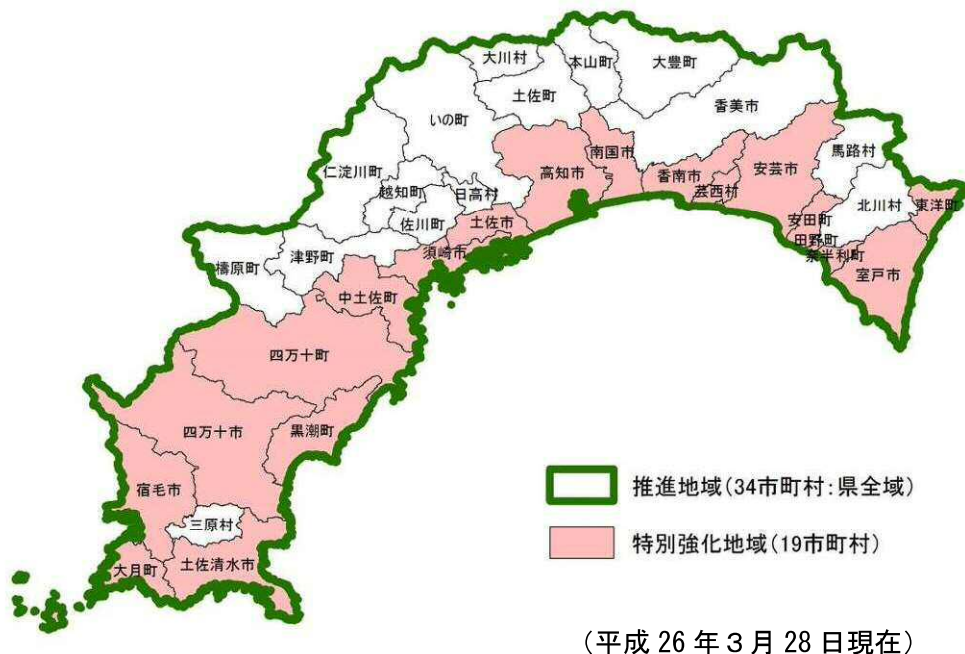 大川村
本山町
大豊町
土佐町
香美市
いの町
南国市
馬路村
高知市
安芸市
仁淀川町
香南市
芸西村
越知町
日高村
北川村
東洋町
佐川町
土佐市
安田町
田野町
津野町
須崎市
奈半利町
檮原町
室戸市
中土佐町
四万十町
四万十市
黒潮町
推進地域(34市町村:県全域)
宿毛市
三原村
特別強化地域(19市町村)
大月町
土佐清水市
(平成 26 年 3 月 28 日現在)